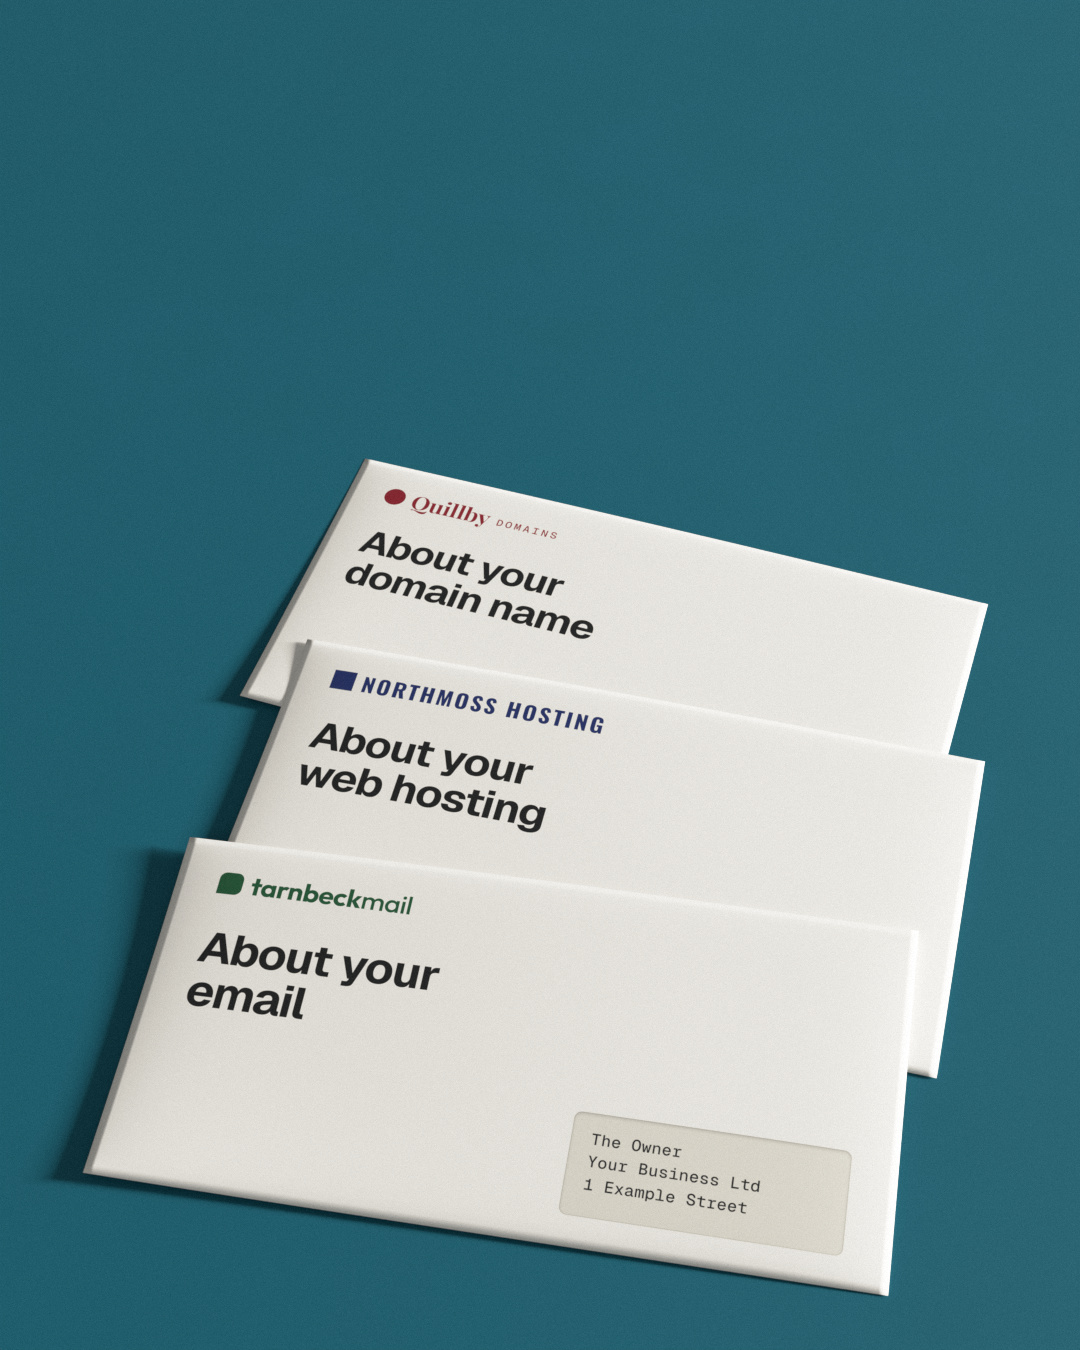 Quillby DOMAINS
About your
domain name
NORTHMOSS HOSTING
About your
web hosting
tarnbeckmail
About your
email
The Owner
Your Business Ltd
1 Example Street